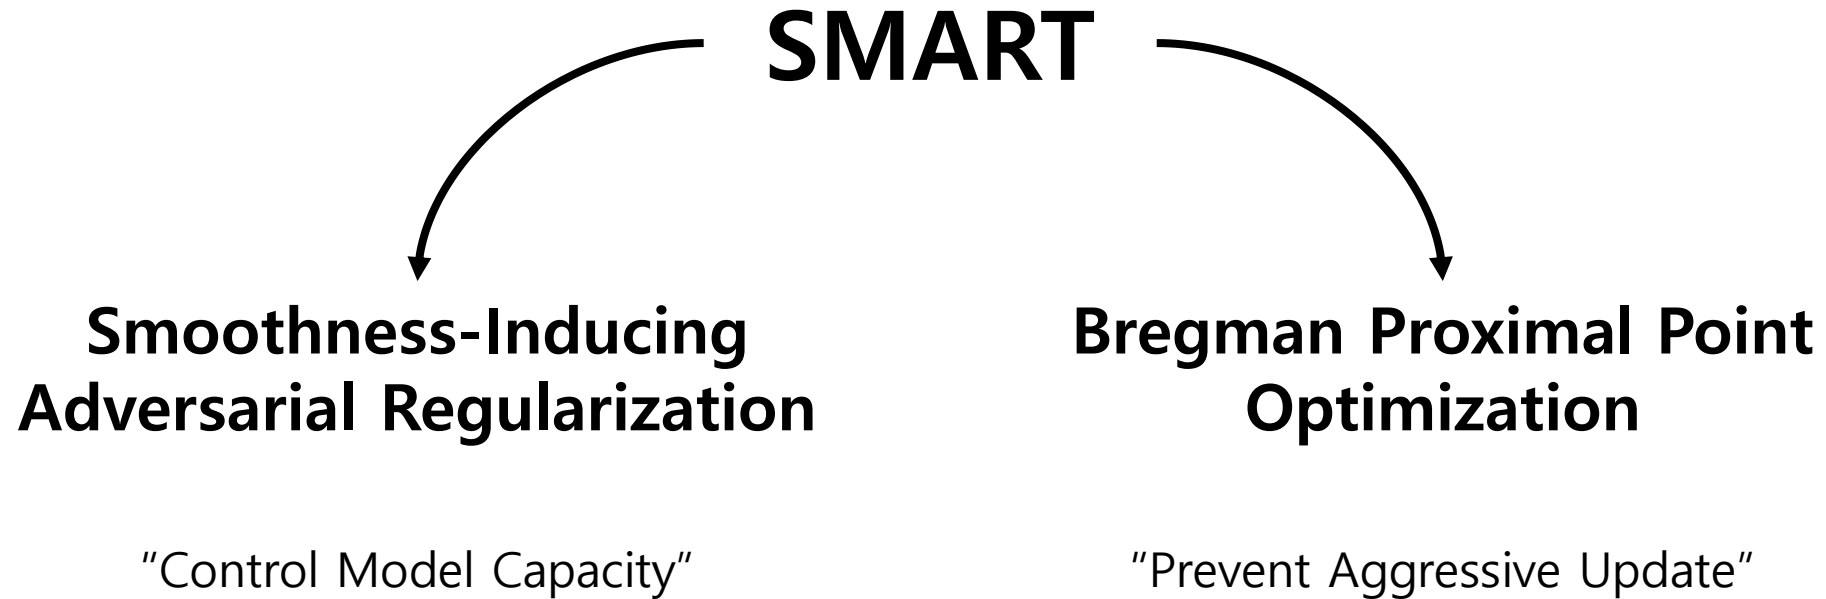 SMART
Smoothness-Inducing
Adversarial Regularization
"Control Model Capacity"
Bregman Proximal Point
Optimization
"Prevent Aggressive Update"